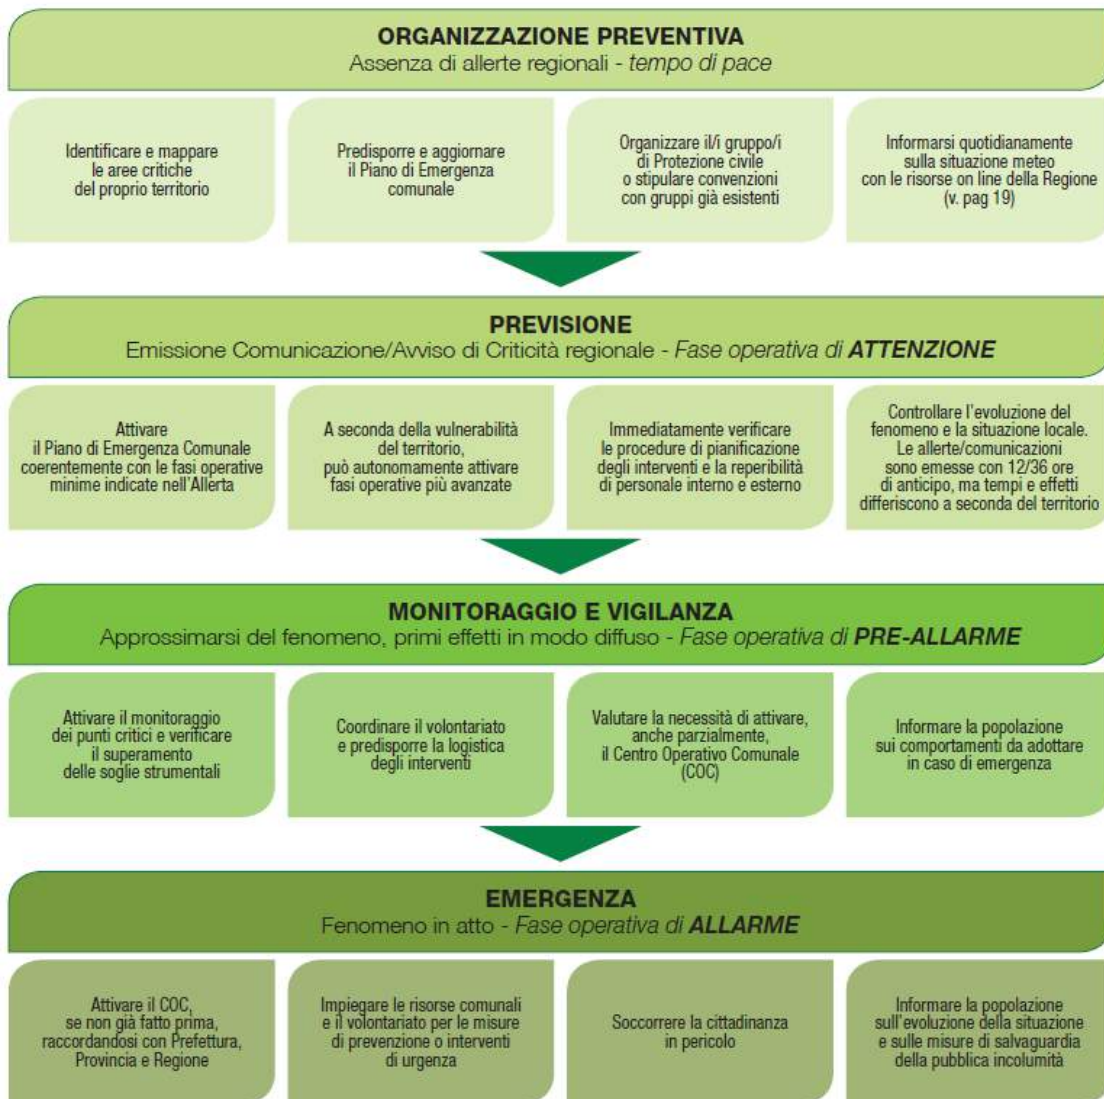 ORGANIZZAZIONE PREVENTIVA
Assenza di allerte regionali - tempo di pace
Identificare e mappare
le aree critiche
del proprio territorio
Predisporre e aggiornare
il Piano di Emergenza
comunale
Organizzare il/i gruppo/i
di Protezione civile
o stipulare convenzioni
con gruppi già esistenti
Informarsi quotidianamente
sulla situazione meteo
con le risorse on line della Regione
(v. pag 19)
PREVISIONE
Emissione Comunicazione/Avviso di Criticità regionale - Fase operativa di ATTENZIONE
Attivare
il Piano di Emergenza Comunale
coerentemente con le fasi operative
minime indicate nell'Allerta
A seconda della vulnerabilità
del territorio,
può autonomamente attivare
fasi operative più avanzate
Immediatamente verificare
le procedure di pianificazione
degli interventi e la reperibilità
di personale interno e esterno
Controllare l'evoluzione del
fenomeno e la situazione locale.
Le allerte/comunicazioni
sono emesse con 12/36 ore
di anticipo, ma tempi e effetti
differiscono a seconda del territorio
MONITORAGGIO E VIGILANZA
Approssimarsi del fenomeno, primi effetti in modo diffuso - Fase operativa di PRE-ALLARME
Attivare il monitoraggio
dei punti critici e verificare
il superamento
delle soglie strumentali
Coordinare il volontariato
e predisporre la logistica
degli interventi
Valutare la necessità di attivare,
anche parzialmente,
il Centro Operativo Comunale
(COC)
Informare la popolazione
sui comportamenti da adottare
in caso di emergenza
EMERGENZA
Fenomeno in atto - Fase operativa di ALLARME
Attivare il COC,
se non già fatto prima,
raccordandosi con Prefettura,
Provincia e Regione
Impiegare le risorse comunali
e il volontariato per le misure
di prevenzione o interventi
di urgenza
Soccorrere la cittadinanza
in pericolo
Informare la popolazione
sull'evoluzione della situazione
e sulle misure di salvaguardia
della pubblica incolumità